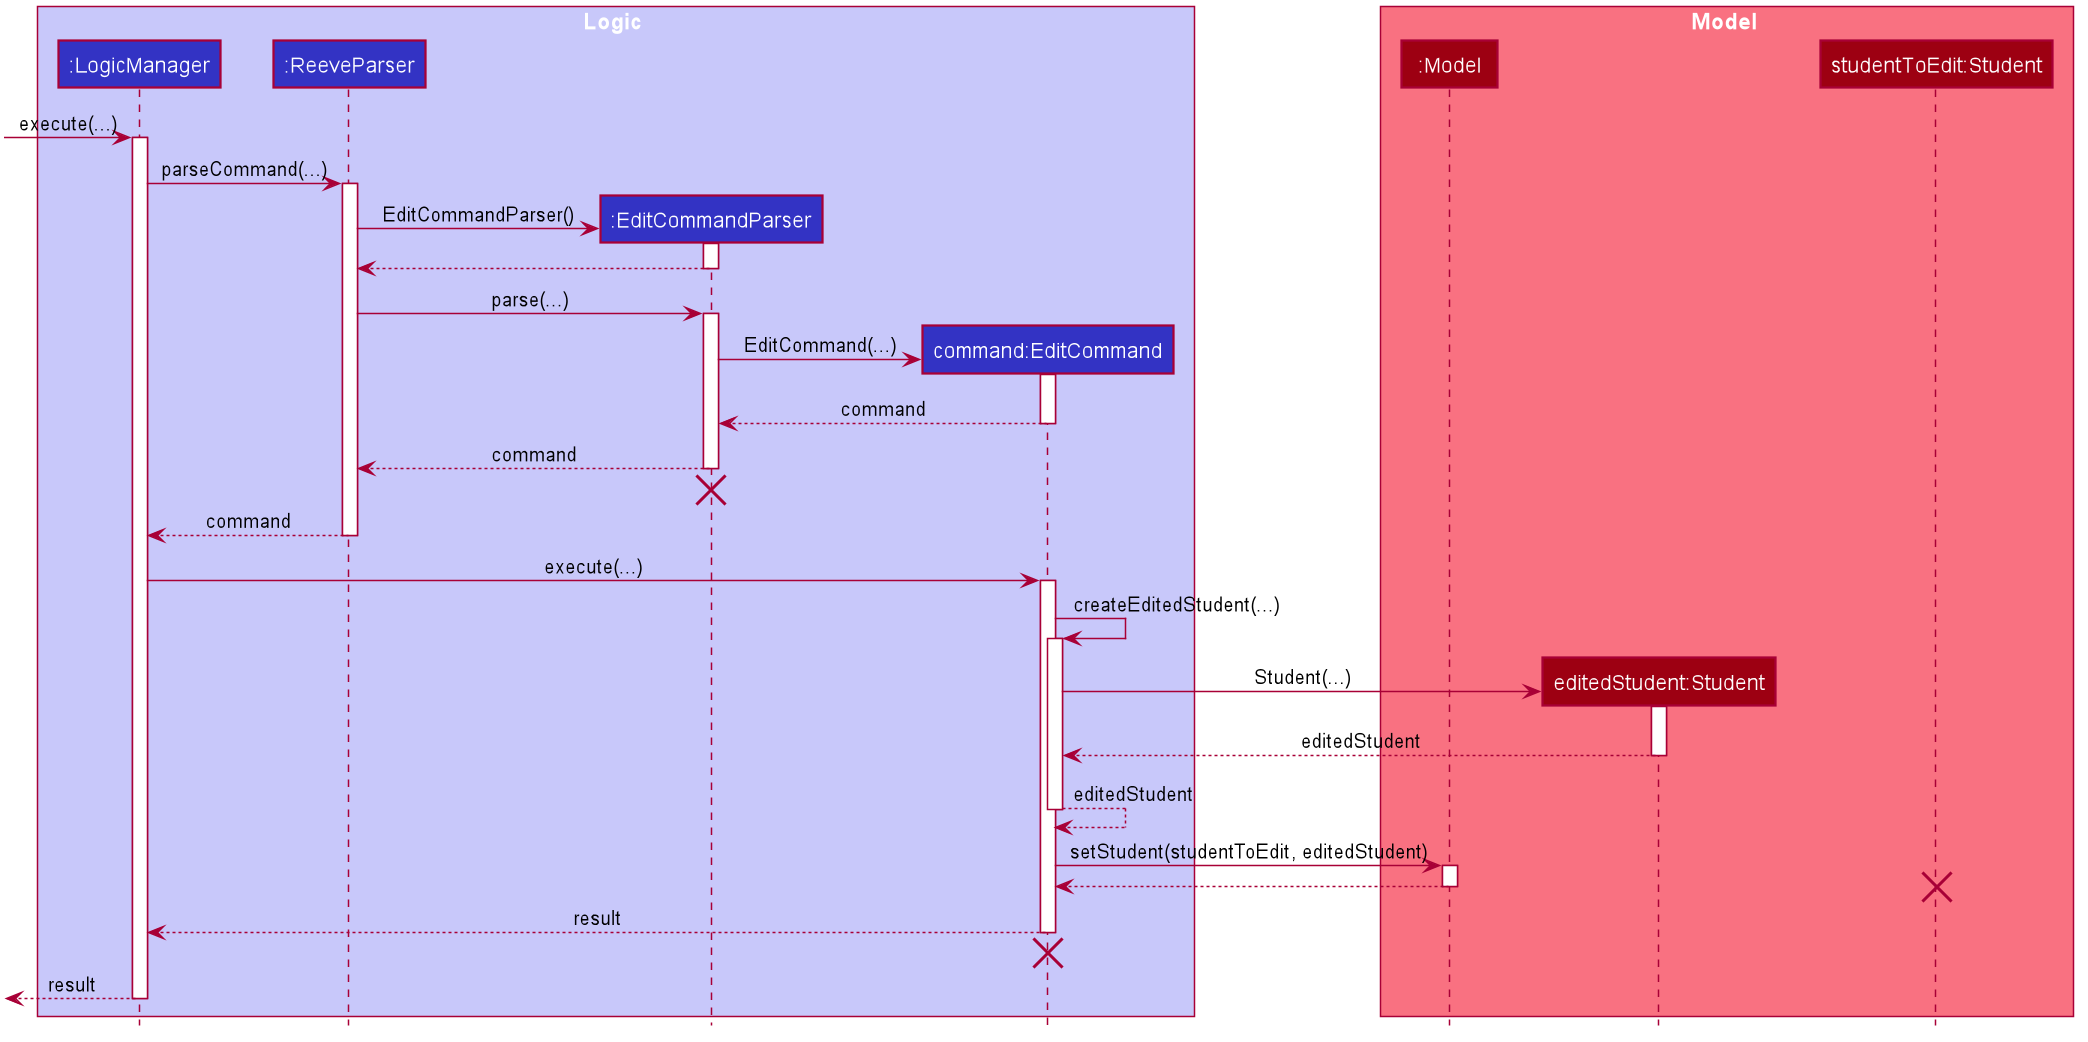 Logic
Model
:LogicManager
:ReeveParser
:Model
studentToEdit:Student
execute(...)
parseCommand(...)
EditCommandParser()
:EditCommandParser
parse(...)
EditCommand(...)
command:EditCommand
command
command
command
execute(...)
createEditedStudent(...)
Student(...)
editedStudent:Student
editedStudent
editedStudent
setStudent(studentToEdit, editedStudent)
result
result